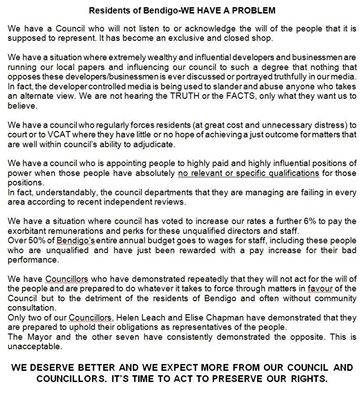 Residents of Bendigo-WE HAVE A PROBLEM
We have a Council who will not listen to or acknowledge the will of the people that it is
supposed to represent. It has become an exclusive and closed shop.
We have a situation where extremely wealthy and influential developers and businessmen are
running our local papers and influencing our council to such a degree that nothing that
opposes these developers/businessmen is ever discussed or portrayed truthfully in our media.
In fact, the developer controlled media is being used to slander and abuse anyone who takes
an alternate view. We are not hearing the TRUTH or the FACTS, only what they want us to
believe.
We have a council who regularly forces residents (at great cost and unnecessary distress) to
court or to VCAT where they have little or no hope of achieving a just outcome for matters that
are well within council's ability to adjudicate.
We have a council who is appointing people to highly paid and highly influential positions of
power when those people have absolutely no relevant or specific qualifications for those
positions.
In fact, understandably, the council departments that they are managing are failing in every
area according to recent independent reviews.
We have a situation where council has voted to increase our rates a further 6% to pay the
exorbitant remunerations and perks for these unqualified directors and staff.
Over 50% of Bendigo's entire annual budget goes to wages for staff, including these people
who are unqualified and have just been rewarded with a pay increase for their bad
performance.
We have Councillors who have demonstrated repeatedly that they will not act for the will of
the people and are prepared to do whatever it takes to force through matters in favour of the
Council but to the detriment of the residents of Bendigo and often without community
consultation.
Only two of our Councillors, Helen Leach and Elise Chapman have demonstrated that they
are prepared to uphold their obligations as representatives of the people.
The Mayor and the other seven have consistently demonstrated the opposite. This is
unacceptable.
WE DESERVE BETTER AND WE EXPECT MORE FROM OUR COUNCIL AND
COUNCILLORS. IT'S TIME TO ACT TO PRESERVE OUR RIGHTS.